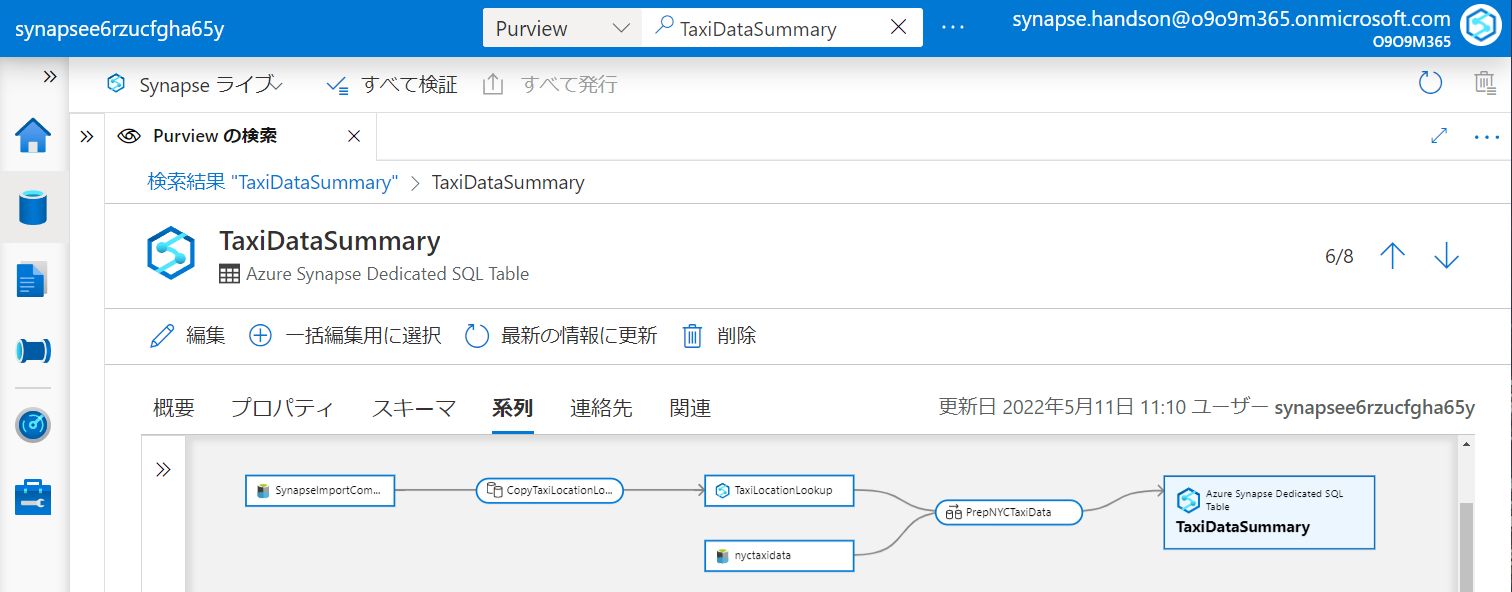 synapsee6rzucfgha65y
Purview
TaxiDataSummary
synapse.handson@o9o9m365.onmicrosoft.com
O9O9M365
Synapse ライブ
すべて検証
すべて発行
Purview の検索
検索結果 "TaxiDataSummary" > TaxiDataSummary
TaxiDataSummary
Azure Synapse Dedicated SQL Table
6/8
編集
一括編集用に選択
最新の情報に更新
削除
概要
プロパティ
スキーマ
系列
連絡先
関連
更新日 2022年5月11日 11:10 ユーザー synapsee6rzucfgha65y
SynapseImportCom...
CopyTaxiLocationLo...
TaxiLocationLookup
nyctaxidata
PrepNYCTaxiData
Azure Synapse Dedicated SQL
Table
TaxiDataSummary